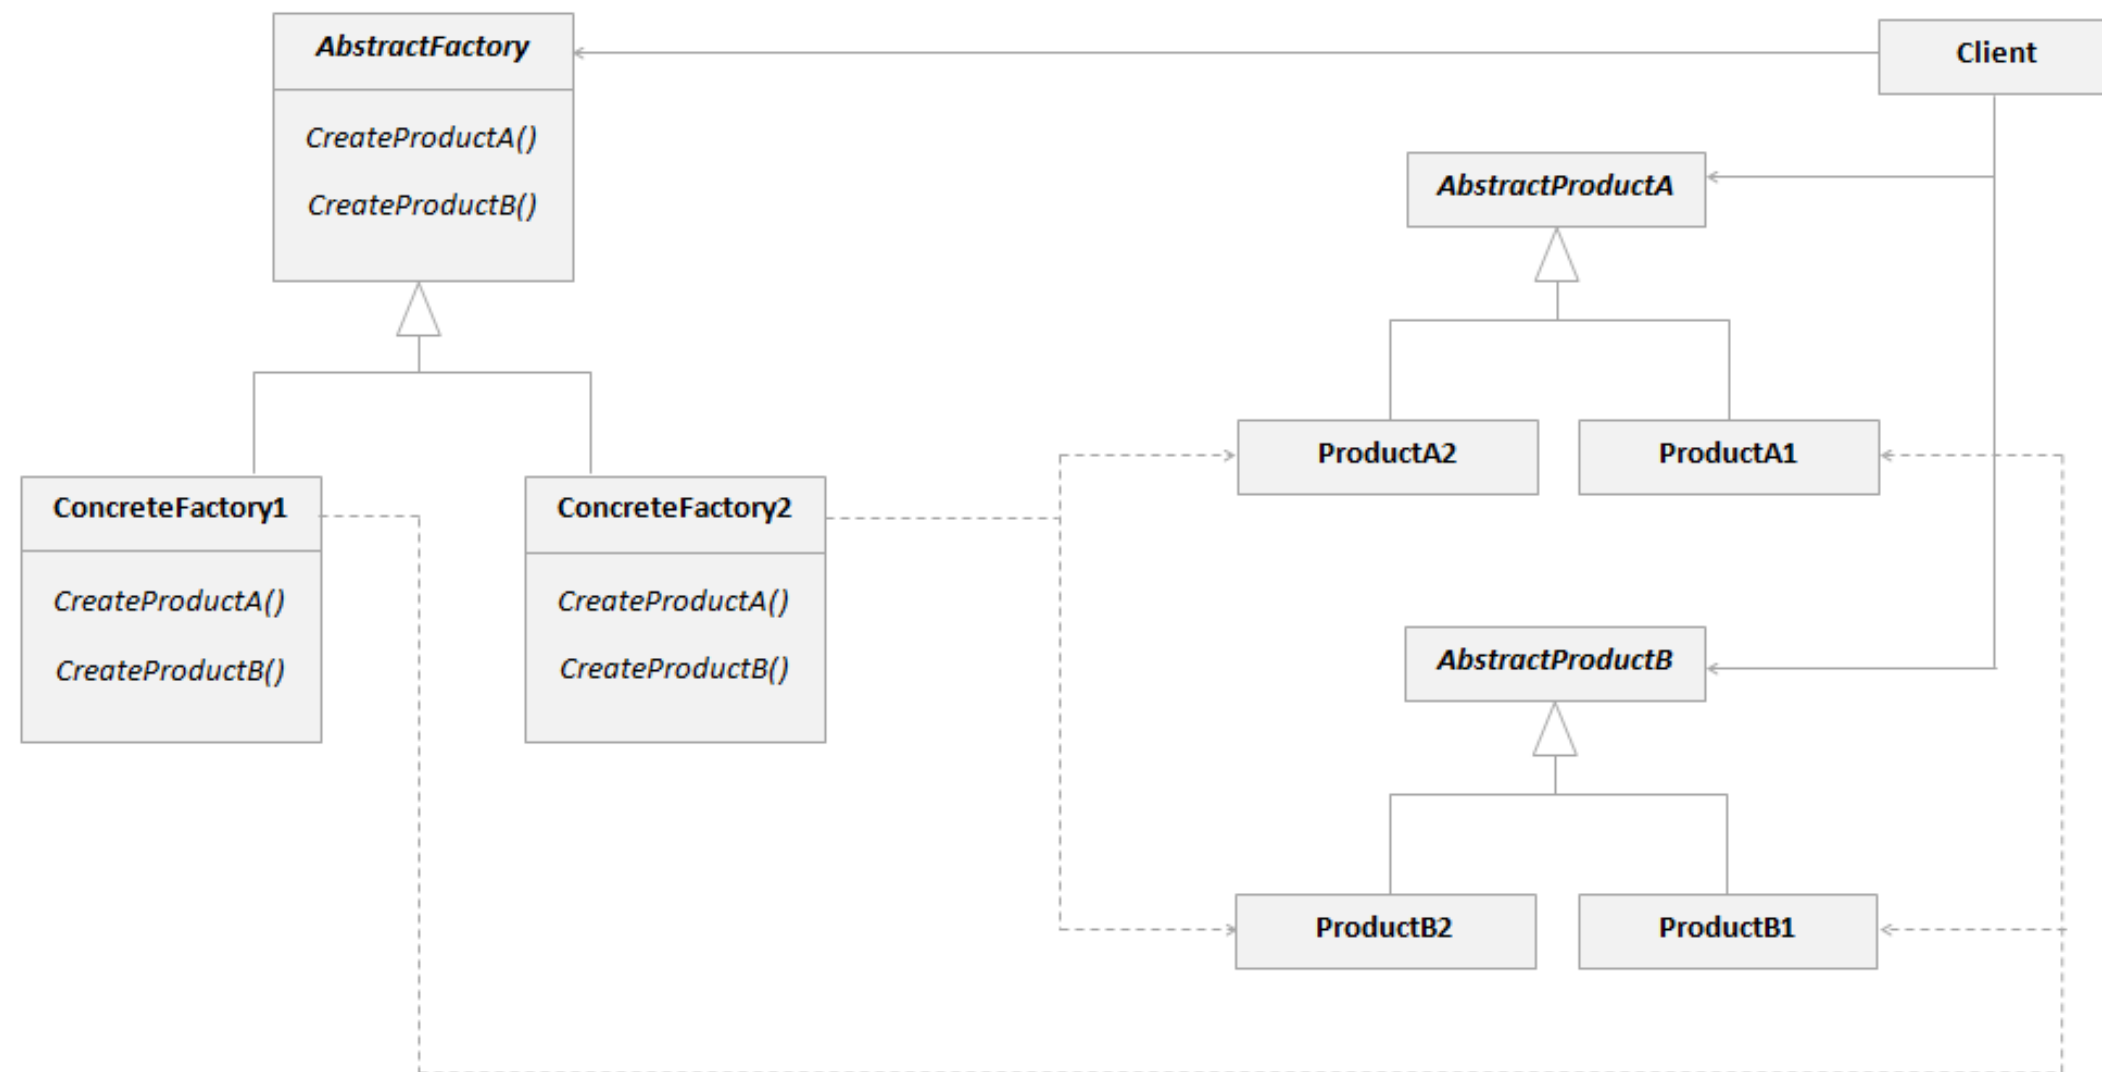 AbstractFactory
CreateProductA()
CreateProductB()
Client
AbstractProductA
ProductA2
ProductA1
ConcreteFactory1
CreateProductA()
CreateProductB()
ConcreteFactory2
CreateProductA()
CreateProductB()
AbstractProductB
ProductB2
ProductB1